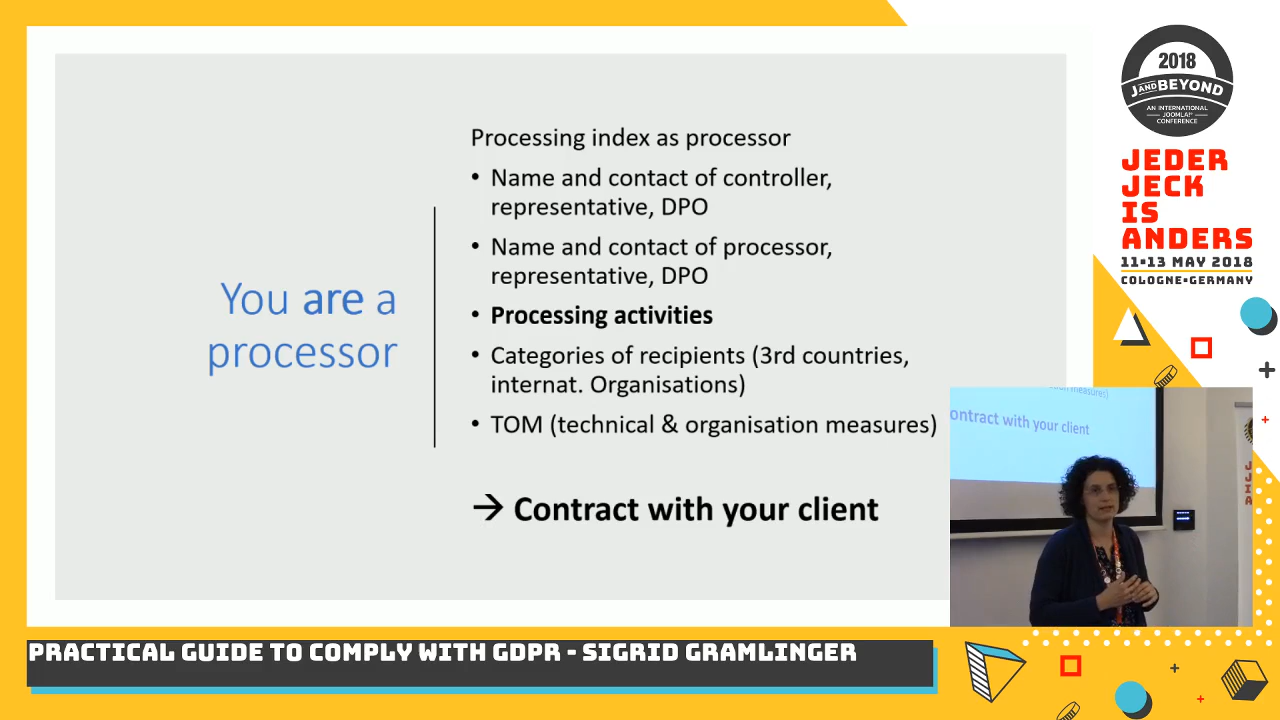 You are a
processor
Processing index as processor
• Name and contact of controller,
representative, DPO
• Name and contact of processor,
representative, DPO
• Processing activities
• Categories of recipients (3rd countries,
internat. Organisations)
• TOM (technical & organisation measures)
→ Contract with your client
2018
J AND BEYOND
AN INTERNATIONAL
JOOMLA!®
CONFERENCE
JEDER
JECK
IS
ANDERS
11-13 MAY 2018
COLOGNE-GERMANY
measures)
ontract with your client
PRACTICAL GUIDE TO COMPLY WITH GDPR - SIGRID GRAMLINGER